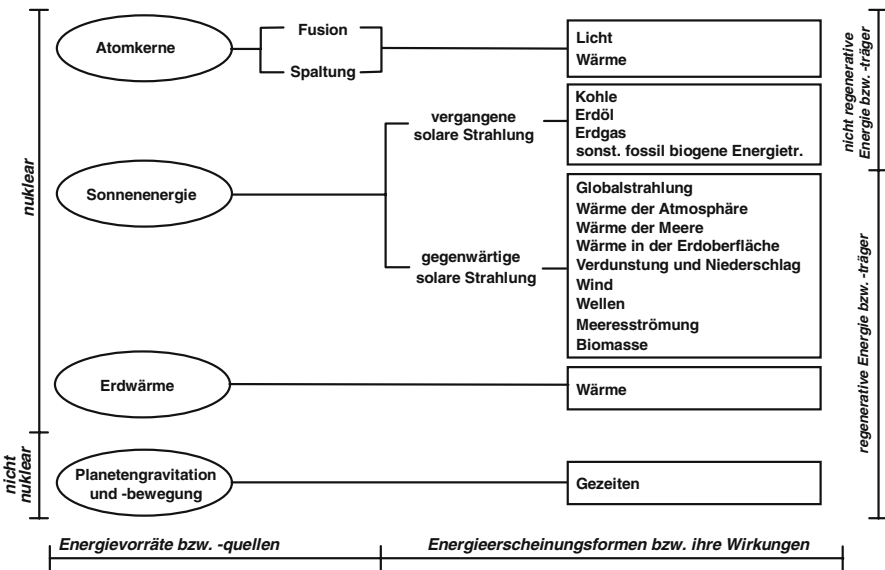 Atomkerne
Fusion
Spaltung
Licht
Wärme
vergangene
solare Strahlung
Kohle
Erdöl
Erdgas
sonst. fossil biogene Energietr.
Sonnenenergie
gegenwärtige
solare Strahlung
Globalstrahlung
Wärme der Atmosphäre
Wärme der Meere
Wärme in der Erdoberfläche
Verdunstung und Niederschlag
Wind
Wellen
Meeresströmung
Biomasse
Erdwärme
Wärme
Planetengravitation
und -bewegung
Gezeiten
nuklear
nicht
nuklear
nicht regenerative
Energie bzw. -träger
regenerative Energie bzw. -träger
Energievorräte bzw. -quellen
Energieerscheinungsformen bzw. ihre Wirkungen